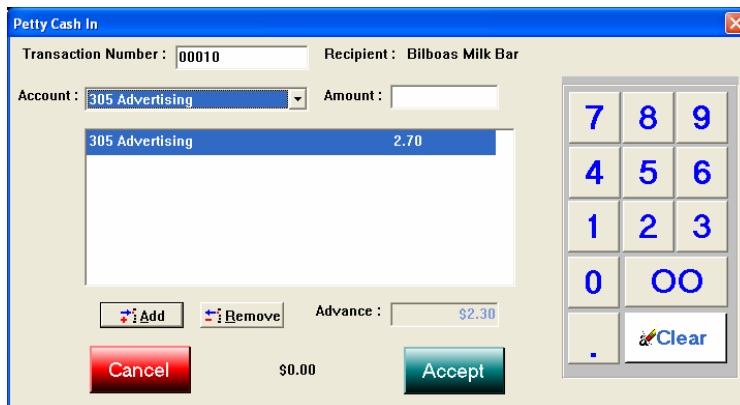 Petty Cash In
Transaction Number : 00010 Recipient : Bilboas Milk Bar
Account : 305 Advertising Amount :
305 Advertising 2.70
7 8 9
4 5 6
1 2 3
0 OO
. Clear
Add Remove Advance : $2.30
Cancel $0.00 Accept